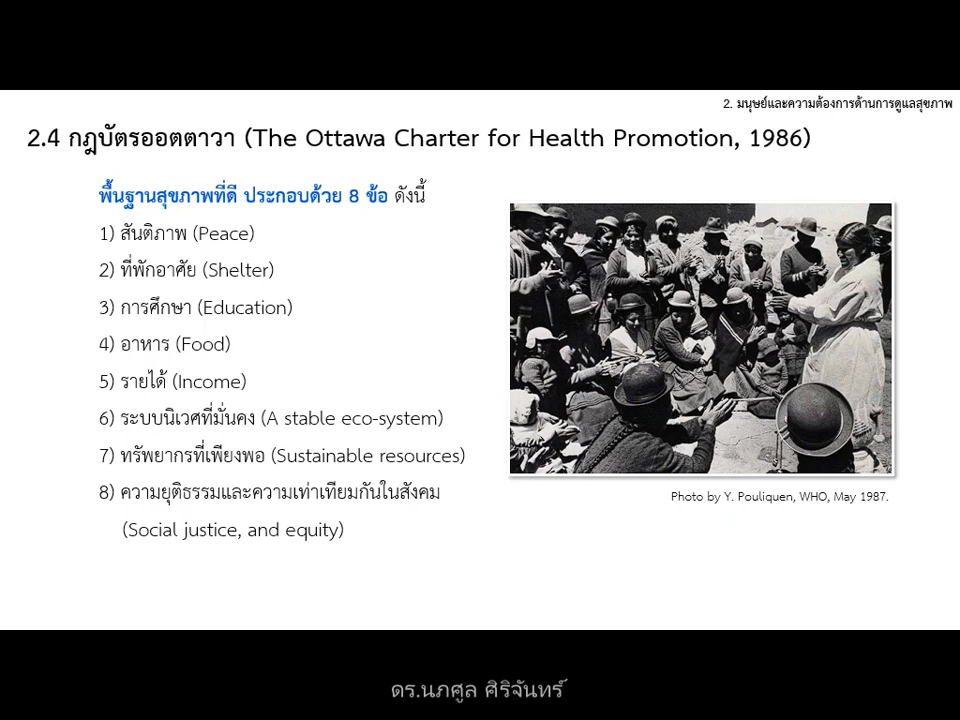 2. มนุษย์และความต้องการด้านการดูแลสุขภาพ
2.4 กฎบัตรออตตาวา (The Ottawa Charter for Health Promotion, 1986)
พื้นฐานสุขภาพที่ดี ประกอบด้วย 8 ข้อ ดังนี้
1) สันติภาพ (Peace)
2) ที่พักอาศัย (Shelter)
3) การศึกษา (Education)
4) อาหาร (Food)
5) รายได้ (Income)
6) ระบบนิเวศที่มั่นคง (A stable eco-system)
7) ทรัพยากรที่เพียงพอ (Sustainable resources)
8) ความยุติธรรมและความเท่าเทียมกันในสังคม
(Social justice, and equity)
Photo by Y. Pouliquen, WHO, May 1987.
ดร.นภศูล ศิริจันทร์